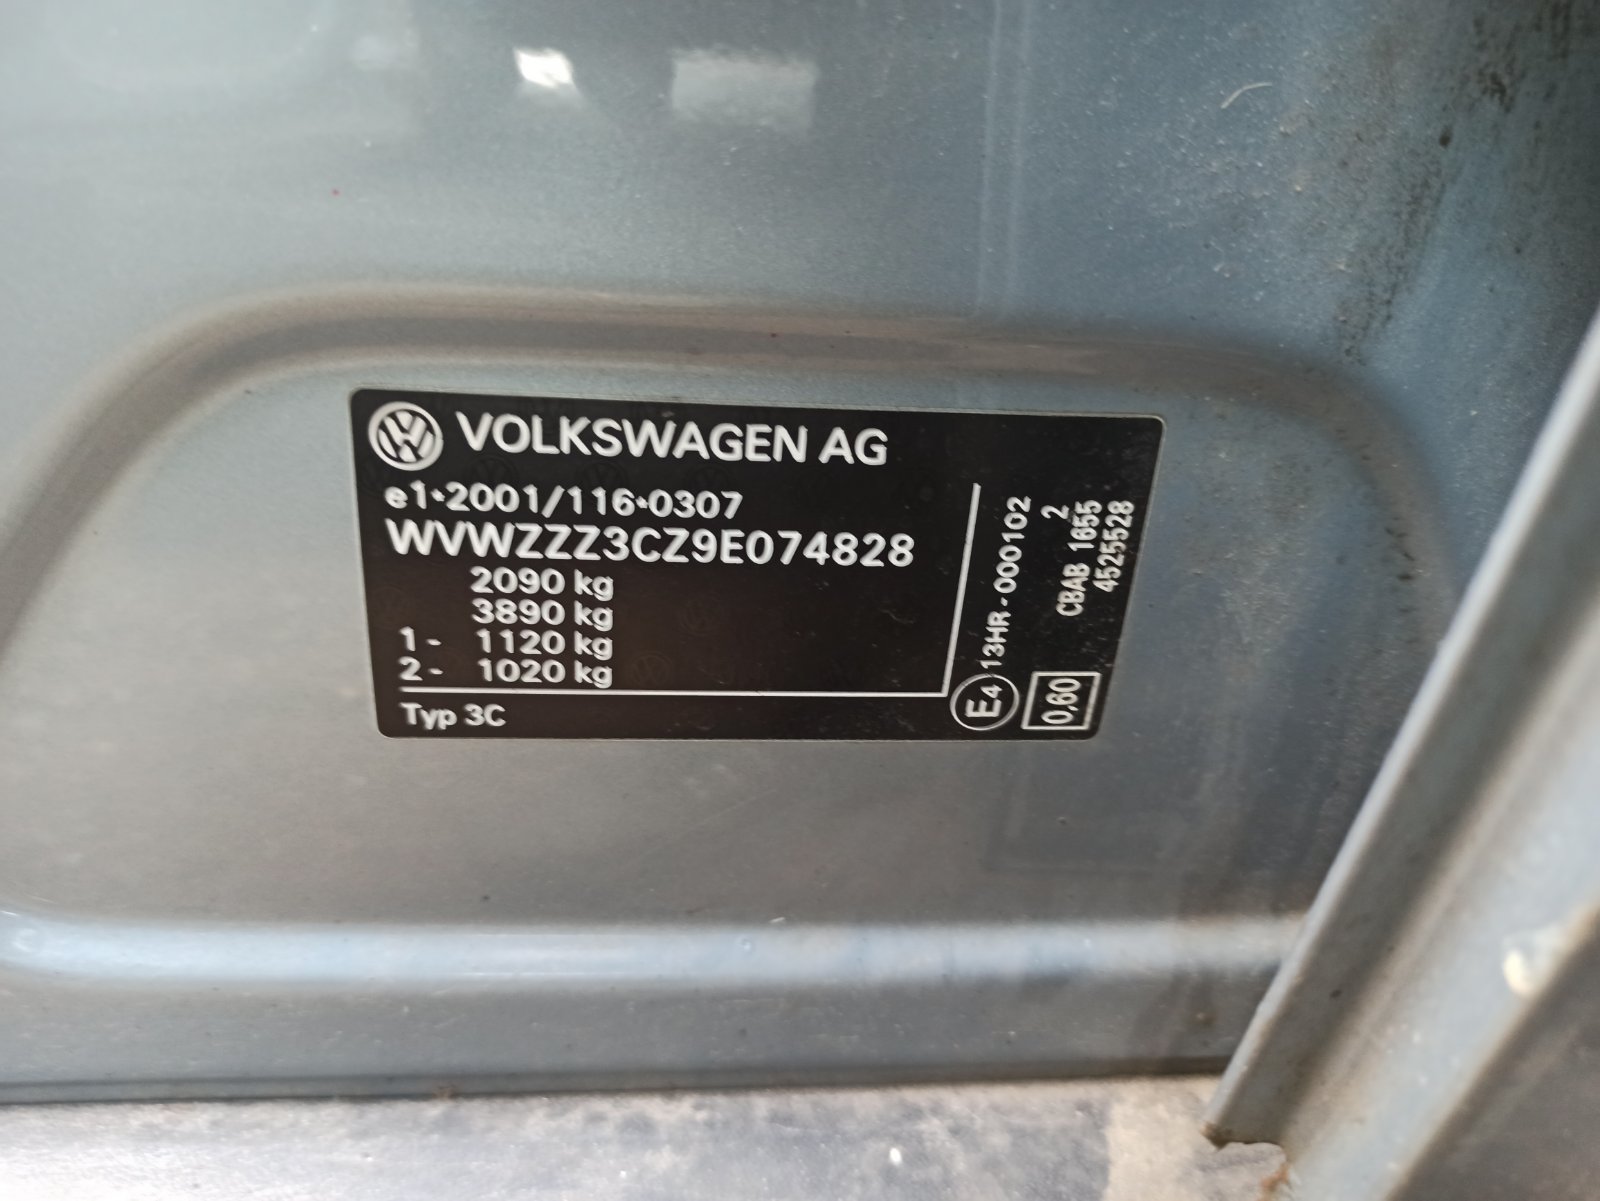 VOLKSWAGEN AG
e1*2001/116*0307
WVWZZZ3CZ9E074828
2090 kg
3890 kg
1- 1120 kg
2- 1020 kg
Typ 3C
E4 13HR-000102
0,60
2
CBAB 1655
4525528